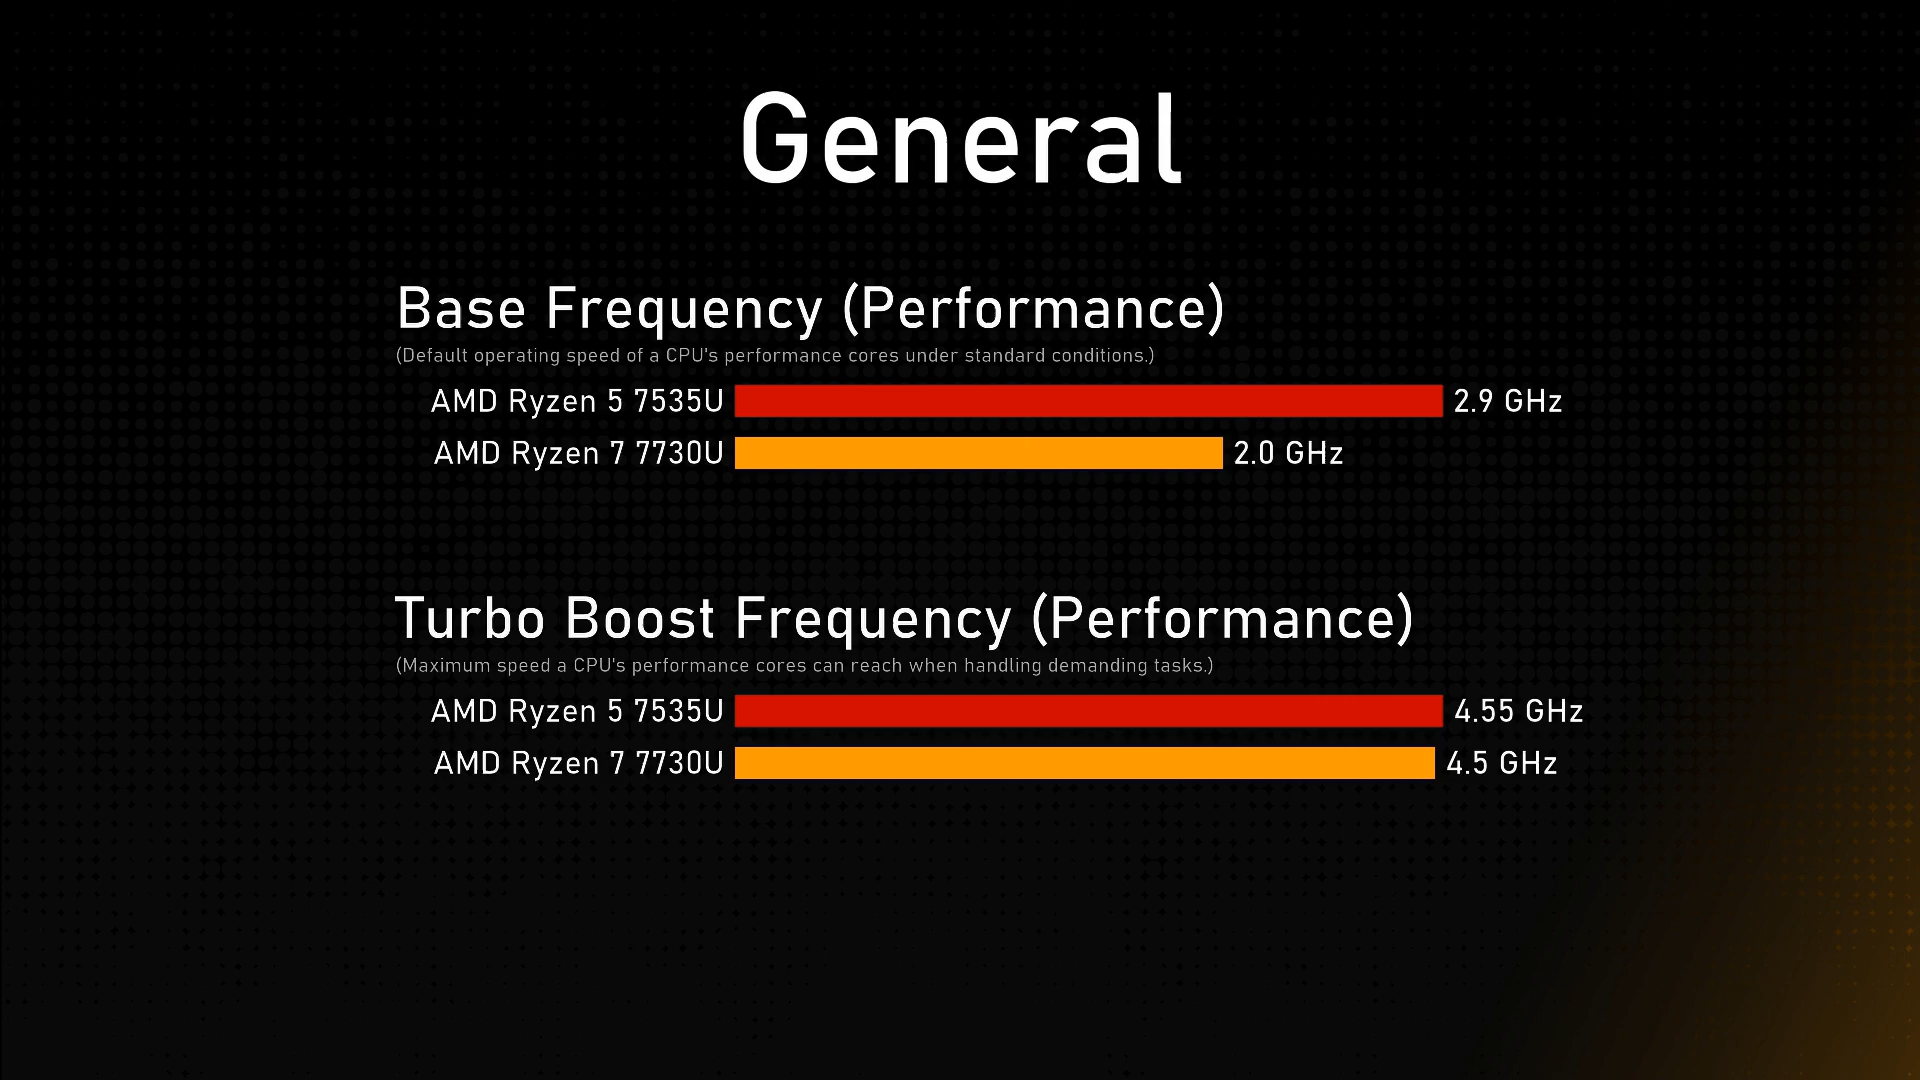 General
Base Frequency (Performance)
(Default operating speed of a CPU's performance cores under standard conditions.)
AMD Ryzen 5 7535U 2.9 GHz
AMD Ryzen 7 7730U 2.0 GHz
Turbo Boost Frequency (Performance)
(Maximum speed a CPU's performance cores can reach when handling demanding tasks.)
AMD Ryzen 5 7535U 4.55 GHz
AMD Ryzen 7 7730U 4.5 GHz